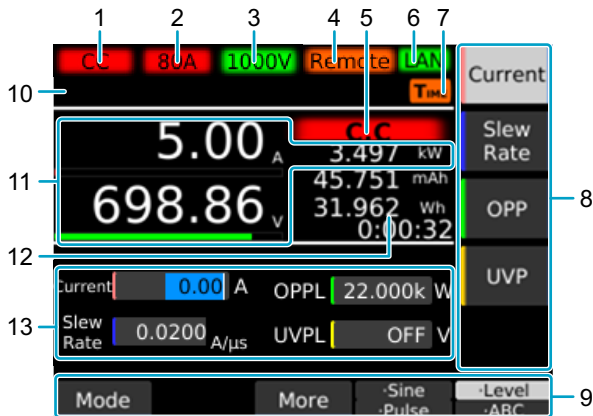 1 2 3 4 5 6 7
CC 80A 1000V Remote LAN
10 TIME
C.C
5.00 A 3.497 kW
11 45.751 mAh
698.86 V 31.962 Wh
0:00:32
12
Current
Slew
Rate
OPP
UVP
8
Current 0.00 A OPPL 22.000k W
13
Slew
Rate 0.0200 A/µs UVPL OFF V
Mode More ·Sine
·Pulse ·Level
·ABC 9